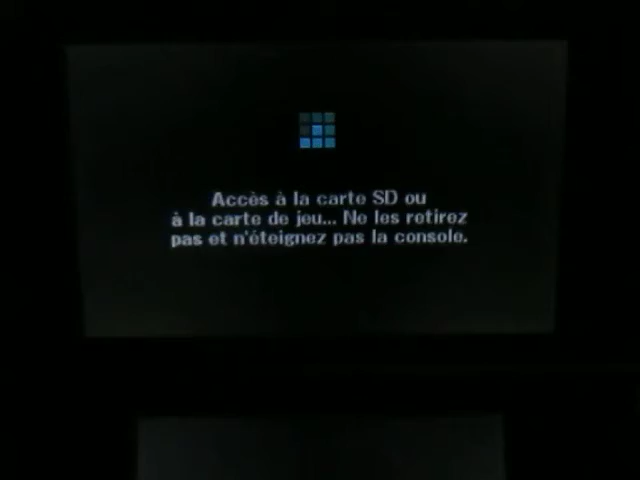 Accès à la carte SD ou
à la carte de jeu... Ne les retirez
pas et n'éteignez pas la console.